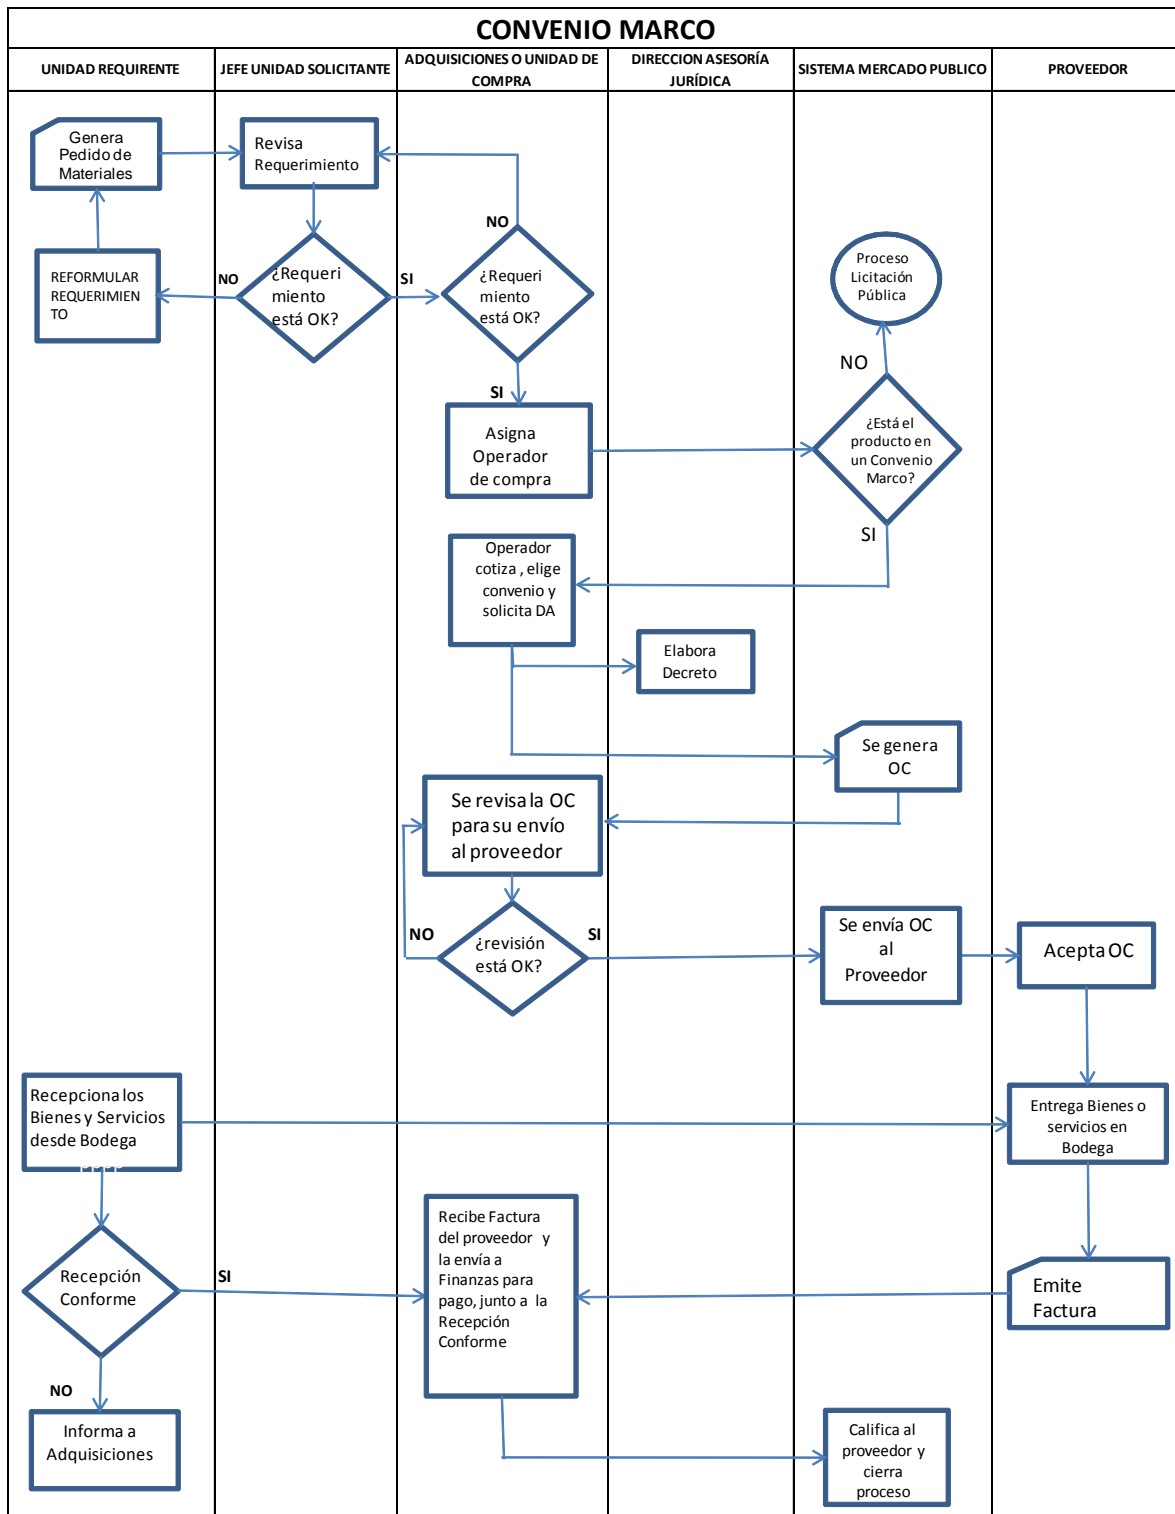 CONVENIO MARCO
UNIDAD REQUIRENTE
JEFE UNIDAD SOLICITANTE
ADQUISICIONES O UNIDAD DE
COMPRA
DIRECCION ASESORÍA
JURÍDICA
SISTEMA MERCADO PUBLICO
PROVEEDOR
Genera
Pedido de
Materiales
Revisa
Requerimiento
NO
REFORMULAR
REQUERIMIEN
TO
NO
¿Requeri
miento
está OK?
SI
¿Requeri
miento
está OK?
Proceso
Licitación
Pública
NO
SI
Asigna
Operador
de compra
¿Está el
producto en
un Convenio
Marco?
SI
Operador
cotiza , elige
convenio y
solicita DA
Elabora
Decreto
Se genera
OC
Se revisa la OC
para su envío
al proveedor
NO
¿revisión
está OK?
SI
Se envía OC
al
Proveedor
Acepta OC
Recepciona los
Bienes y Servicios
desde Bodega
Entrega Bienes o
servicios en
Bodega
Recepción
Conforme
SI
Recibe Factura
del proveedor y
la envía a
Finanzas para
pago, junto a la
Recepción
Conforme
Emite
Factura
NO
Informa a
Adquisiciones
Califica al
proveedor y
cierra
proceso